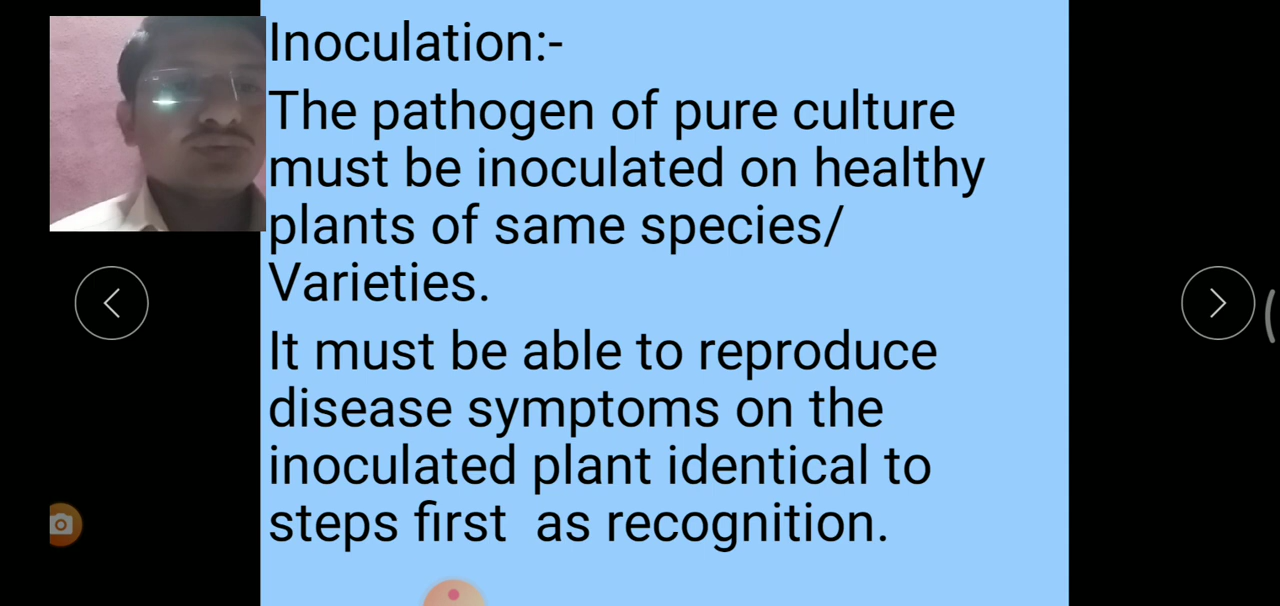 Inoculation:-
The pathogen of pure culture
must be inoculated on healthy
plants of same species/
Varieties.
It must be able to reproduce
disease symptoms on the
inoculated plant identical to
steps first  as recognition.